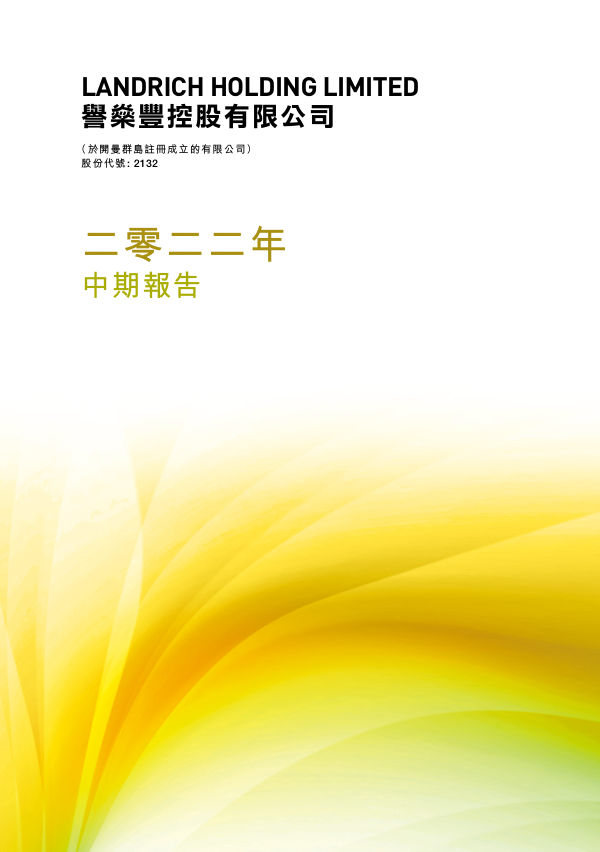 LANDRICH HOLDING LIMITED
譽燊豐控股有限公司
（於開曼群島註冊成立的有限公司）
股份代號: 2132
二零二二年
中期報告